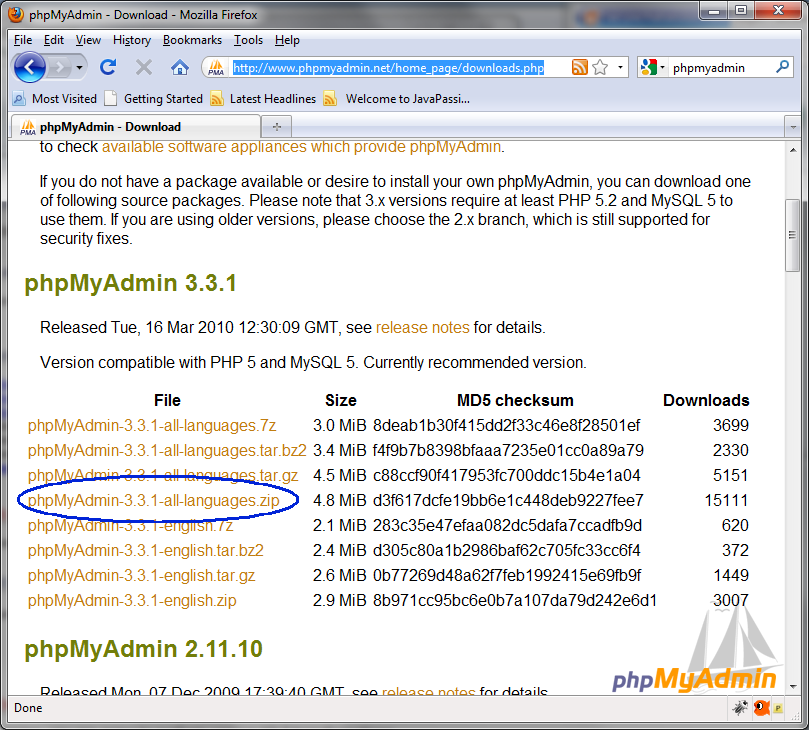 phpMyAdmin - Download - Mozilla Firefox
File Edit View History Bookmarks Tools Help
PMA http://www.phpmyadmin.net/home_page/downloads.php phpmyadmin
Most Visited Getting Started Latest Headlines Welcome to JavaPassi...
PMA phpMyAdmin - Download
to check available software appliances which provide phpMyAdmin.
If you do not have a package available or desire to install your own phpMyAdmin, you can download one
of following source packages. Please note that 3.x versions require at least PHP 5.2 and MySQL 5 to
use them. If you are using older versions, please choose the 2.x branch, which is still supported for
security fixes.
phpMyAdmin 3.3.1
Released Tue, 16 Mar 2010 12:30:09 GMT, see release notes for details.
Version compatible with PHP 5 and MySQL 5. Currently recommended version.
File Size MD5 checksum Downloads
phpMyAdmin-3.3.1-all-languages.7z 3.0 MiB 8deab1b30f415dd2f33c46e8f28501ef 3699
phpMyAdmin-3.3.1-all-languages.tar.bz2 3.4 MiB f4f9b7b8398bfaaa7235e01cc0a89a79 2330
phpMyAdmin-3.3.1-all-languages.tar.gz 4.5 MiB c88ccf90f417953fc700ddc15b4e1a04 5151
phpMyAdmin-3.3.1-all-languages.zip 4.8 MiB d3f617dcfe19bb6e1c448deb9227fee7 15111
phpMyAdmin-3.3.1-english.7z 2.1 MiB 283c35e47efaa082dc5dafa7ccadfb9d 620
phpMyAdmin-3.3.1-english.tar.bz2 2.4 MiB d305c80a1b2986baf62c705fc33cc6f4 372
phpMyAdmin-3.3.1-english.tar.gz 2.6 MiB 0b77269d48a62f7feb1992415e69fb9f 1449
phpMyAdmin-3.3.1-english.zip 2.9 MiB 8b971cc95bc6e0b7a107da79d242e6d1 3007
phpMyAdmin 2.11.10
phpMyAdmin
Released Mon, 07 Dec 2009 17:39:40 GMT, see release notes for details.
Done P